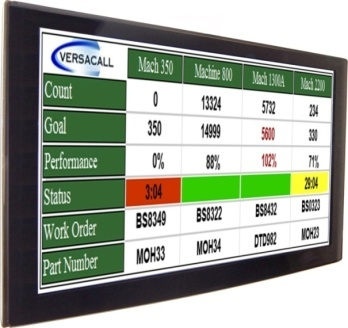 VERSACALL Mach 350 Machine 800 Mach 1300A Mach 2200
Count 0 13324 5732 234
Goal 350 14999 5600 330
Performance 0% 88% 102% 71%
Status 3:04 29:04
Work Order BS8349 BS8322 BS8432 BS0323
Part Number MOH33 MOH34 DTD982 MOH23